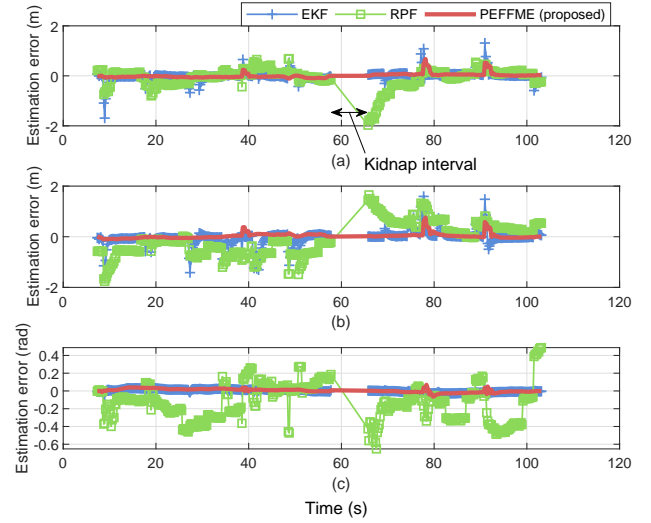 EKF RPF PEFFME (proposed)
Estimation error (m)
2
0
-2
0 20 40 60 80 100 120
Kidnap interval
(a)
Estimation error (m)
2
0
-2
0 20 40 60 80 100 120
(b)
Estimation error (rad)
0.4
0.2
0
-0.2
-0.4
-0.6
0 20 40 60 80 100 120
(c)
Time (s)